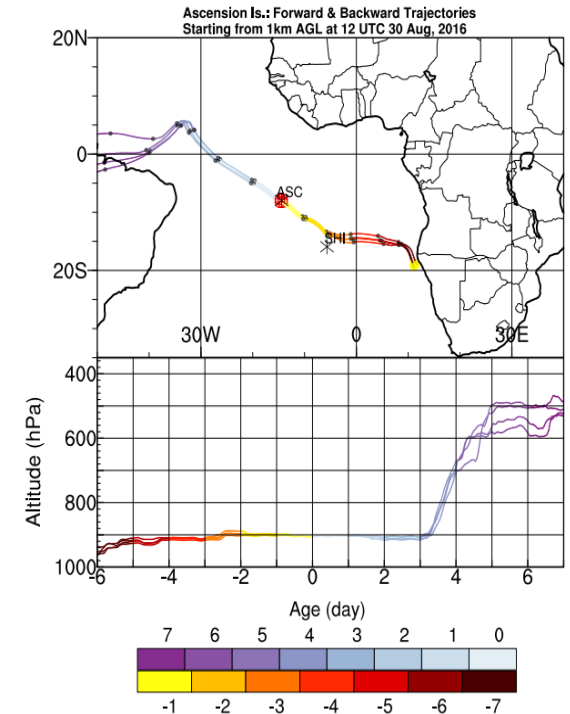 Ascension Is.: Forward & Backward Trajectories
Starting from 1km AGL at 12 UTC 30 Aug, 2016
20N
0
20S
ASC
SHI
30W 0 30E
400
600
800
1000
Altitude (hPa)
-6 -4 -2 0 2 4 6
Age (day)
7 6 5 4 3 2 1 0
-1 -2 -3 -4 -5 -6 -7